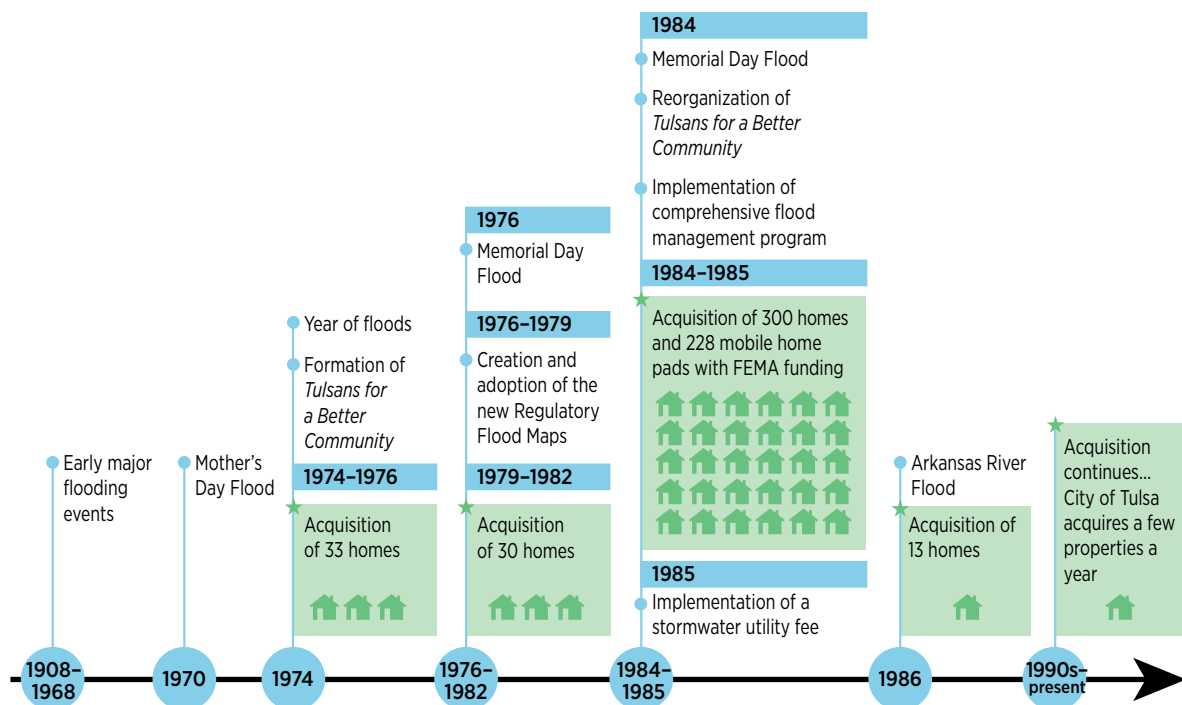 1908–
1968
Early major
flooding
events
1970
Mother's
Day Flood
1974
Year of floods
Formation of
Tulsans for
a Better
Community
1974–1976
Acquisition
of 33 homes
1976–
1982
1976
Memorial Day
Flood
1976–1979
Creation and
adoption of the
new Regulatory
Flood Maps
1979–1982
Acquisition
of 30 homes
1984–
1985
1984
Memorial Day Flood
Reorganization of
Tulsans for a Better
Community
Implementation of
comprehensive flood
management program
1984–1985
Acquisition of 300 homes
and 228 mobile home
pads with FEMA funding
1985
Implementation of a
stormwater utility fee
1986
Arkansas River
Flood
Acquisition of
13 homes
1990s–
present
Acquisition
continues...
City of Tulsa
acquires a few
properties a
year